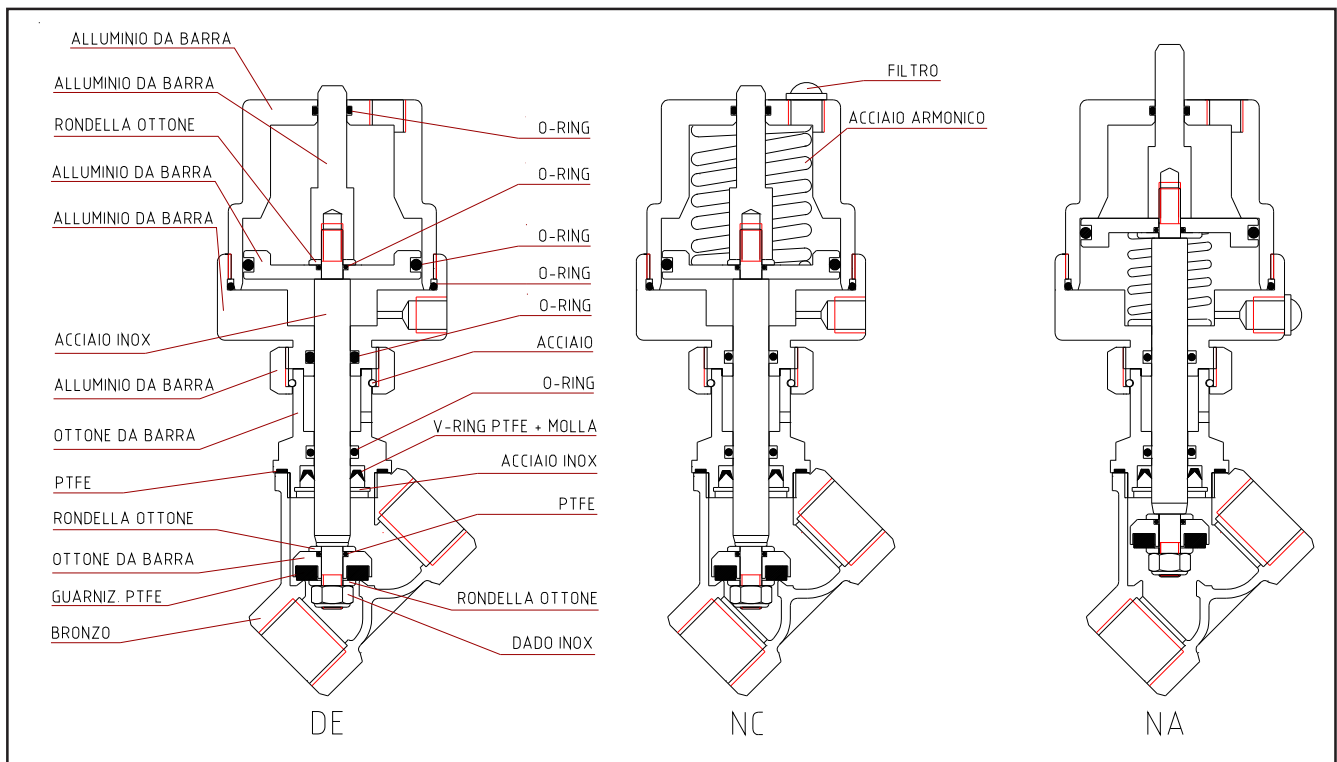 ALLUMINIO DA BARRA
ALLUMINIO DA BARRA
RONDELLA OTTONE
ALLUMINIO DA BARRA
ALLUMINIO DA BARRA
ACCIAIO INOX
ALLUMINIO DA BARRA
OTTONE DA BARRA
PTFE
RONDELLA OTTONE
OTTONE DA BARRA
GUARNIZ. PTFE
BRONZO
O-RING
O-RING
O-RING
O-RING
O-RING
ACCIAIO
O-RING
V-RING PTFE + MOLLA
ACCIAIO INOX
PTFE
RONDELLA OTTONE
DADO INOX
FILTRO
ACCIAIO ARMONICO
DE
NC
NA